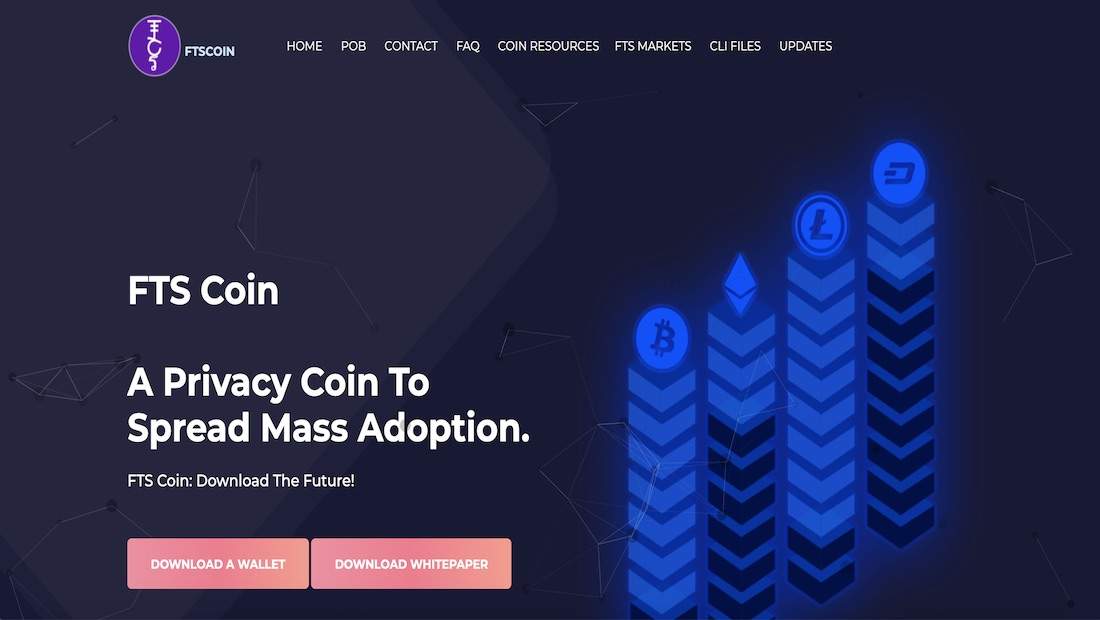 FTSCOIN
HOME POB CONTACT FAQ COIN RESOURCES FTS MARKETS CLI FILES UPDATES
FTS Coin
A Privacy Coin To
Spread Mass Adoption.
FTS Coin: Download The Future!
DOWNLOAD A WALLET DOWNLOAD WHITEPAPER